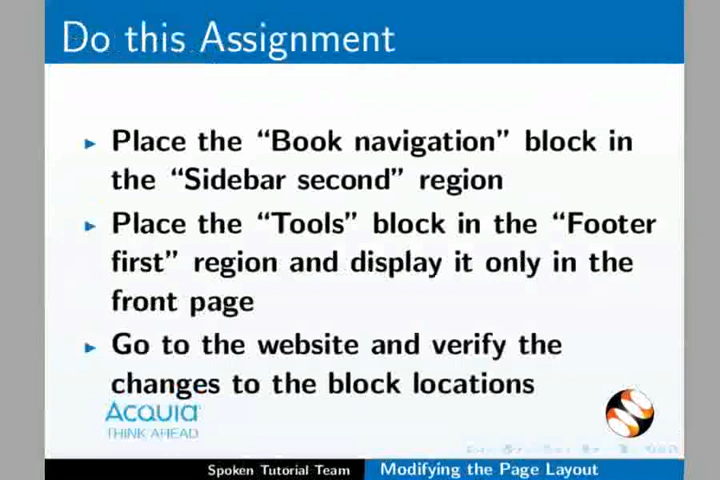 Do this Assignment
Place the “Book navigation” block in
the “Sidebar second” region
Place the “Tools” block in the “Footer
first” region and display it only in the
front page
Go to the website and verify the
changes to the block locations
Acquia
THINK AHEAD
Spoken Tutorial Team
Modifying the Page Layout